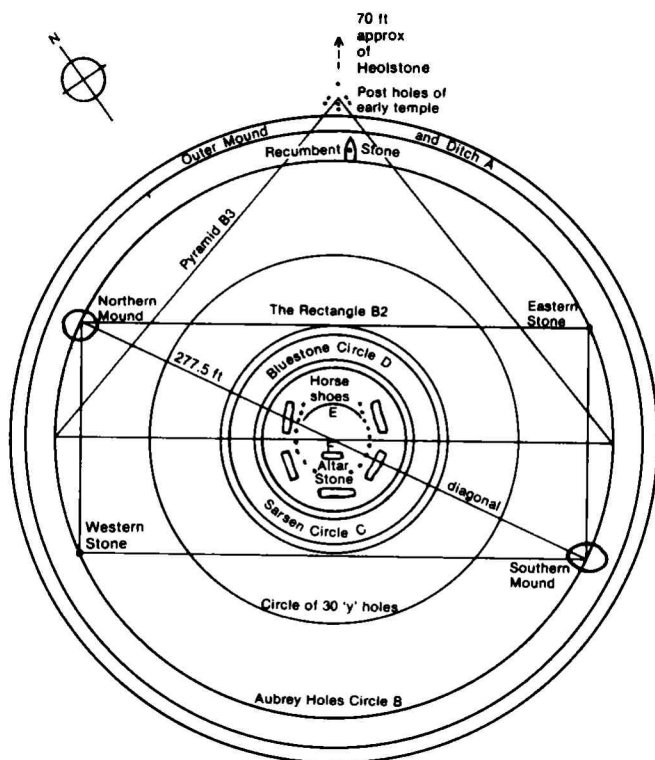 70 ft
approx
of
Heolstone
N
Post holes of
early temple
Outer Mound
and Ditch A
Recumbent
Stone
Pyramid B3
Northern
Mound
The Rectangle B2
Eastern
Stone
277.5 ft
Bluestone Circle D
Horse
shoes
E
F
Altar
Stone
diagonal
Sarsen Circle C
Western
Stone
Southern
Mound
Circle of 30 'y' holes
Aubrey Holes Circle B